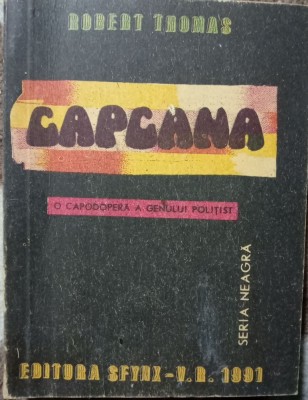 ROBERT THOMAS
CAPCANA
O CAPODOPERĂ A GENULUI POLIȚIST
SERIA NEAGRĂ
EDITURA SFYNX-V.R. 1991